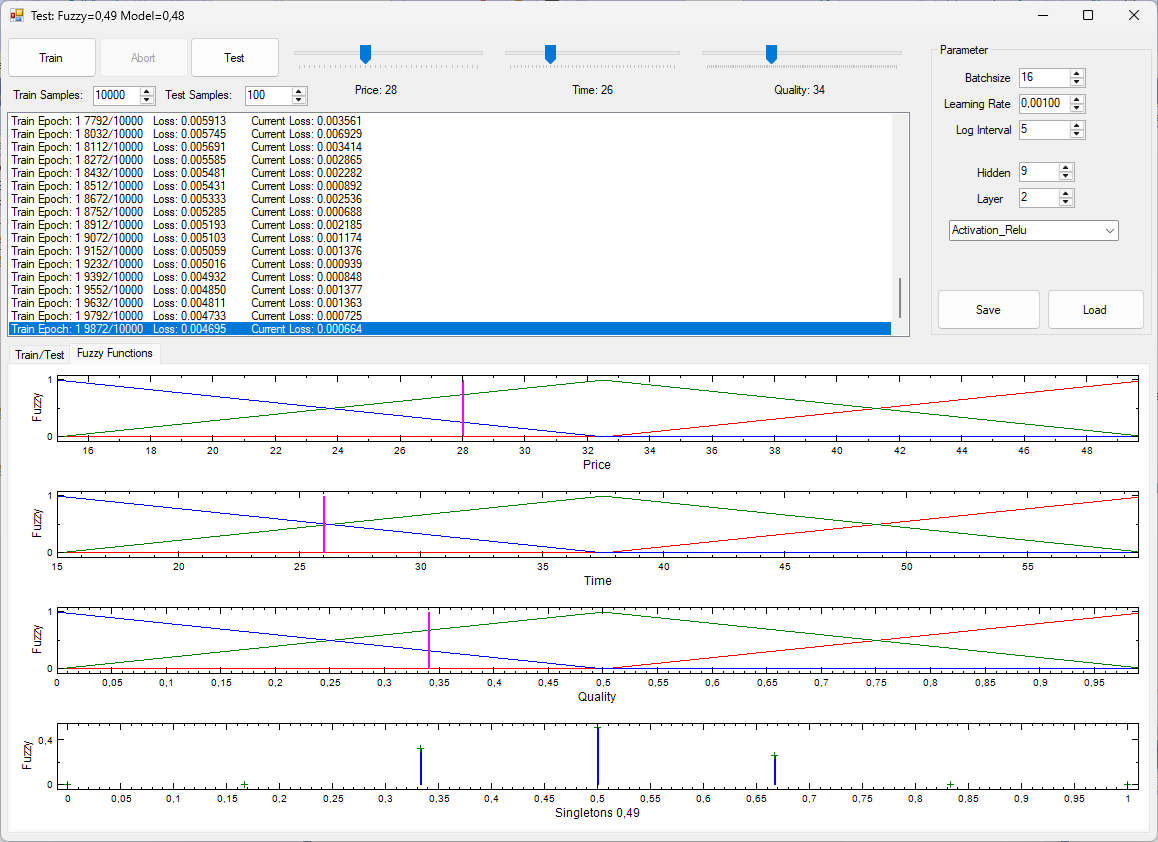 Test: Fuzzy=0,49 Model=0,48
Train Abort Test
Price: 28 Time: 26 Quality: 34
Train Samples: 10000 Test Samples: 100
Parameter
Batchsize 16
Learning Rate 0,00100
Log Interval 5
Hidden 9
Layer 2
Activation_Relu
Save Load
Train Epoch: 1 7792/10000 Loss: 0.005913 Current Loss: 0.003561
Train Epoch: 1 8032/10000 Loss: 0.005745 Current Loss: 0.006929
Train Epoch: 1 8112/10000 Loss: 0.005691 Current Loss: 0.003414
Train Epoch: 1 8272/10000 Loss: 0.005585 Current Loss: 0.002865
Train Epoch: 1 8432/10000 Loss: 0.005481 Current Loss: 0.002282
Train Epoch: 1 8512/10000 Loss: 0.005431 Current Loss: 0.000892
Train Epoch: 1 8672/10000 Loss: 0.005333 Current Loss: 0.002536
Train Epoch: 1 8752/10000 Loss: 0.005285 Current Loss: 0.000688
Train Epoch: 1 8912/10000 Loss: 0.005193 Current Loss: 0.002185
Train Epoch: 1 9072/10000 Loss: 0.005103 Current Loss: 0.001174
Train Epoch: 1 9152/10000 Loss: 0.005059 Current Loss: 0.001376
Train Epoch: 1 9232/10000 Loss: 0.005016 Current Loss: 0.000939
Train Epoch: 1 9392/10000 Loss: 0.004932 Current Loss: 0.000848
Train Epoch: 1 9552/10000 Loss: 0.004850 Current Loss: 0.001377
Train Epoch: 1 9632/10000 Loss: 0.004811 Current Loss: 0.001363
Train Epoch: 1 9792/10000 Loss: 0.004733 Current Loss: 0.000725
Train Epoch: 1 9872/10000 Loss: 0.004695 Current Loss: 0.000664
Train/Test Fuzzy Functions
1
Fuzzy
0
16 18 20 22 24 26 28 30 32 34 36 38 40 42 44 46 48
Price
1
Fuzzy
0
15 20 25 30 35 40 45 50 55
Time
1
Fuzzy
0
0 0,05 0,1 0,15 0,2 0,25 0,3 0,35 0,4 0,45 0,5 0,55 0,6 0,65 0,7 0,75 0,8 0,85 0,9 0,95
Quality
0,4
Fuzzy
0
0 0,05 0,1 0,15 0,2 0,25 0,3 0,35 0,4 0,45 0,5 0,55 0,6 0,65 0,7 0,75 0,8 0,85 0,9 0,95 1
Singletons 0,49